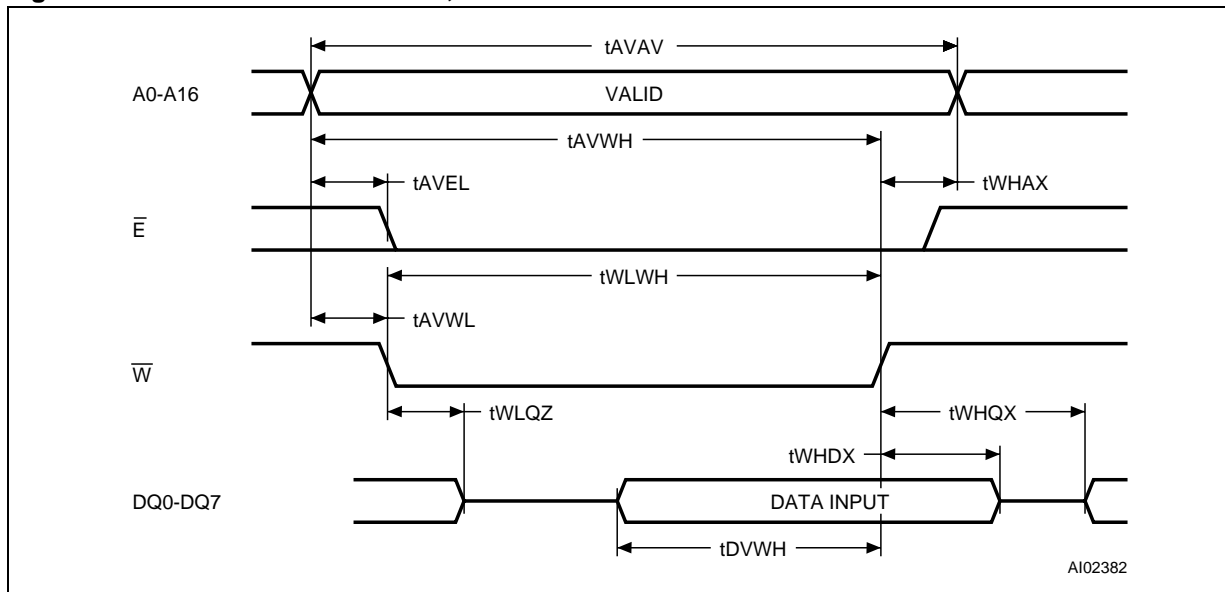 tAVAV
A0-A16
VALID
tAVWH
tAVEL
tWHAX
E̅
tWLWH
tAVWL
W̅
tWLQZ
tWHQX
tWHDX
DQ0-DQ7
DATA INPUT
tDVWH
AI02382